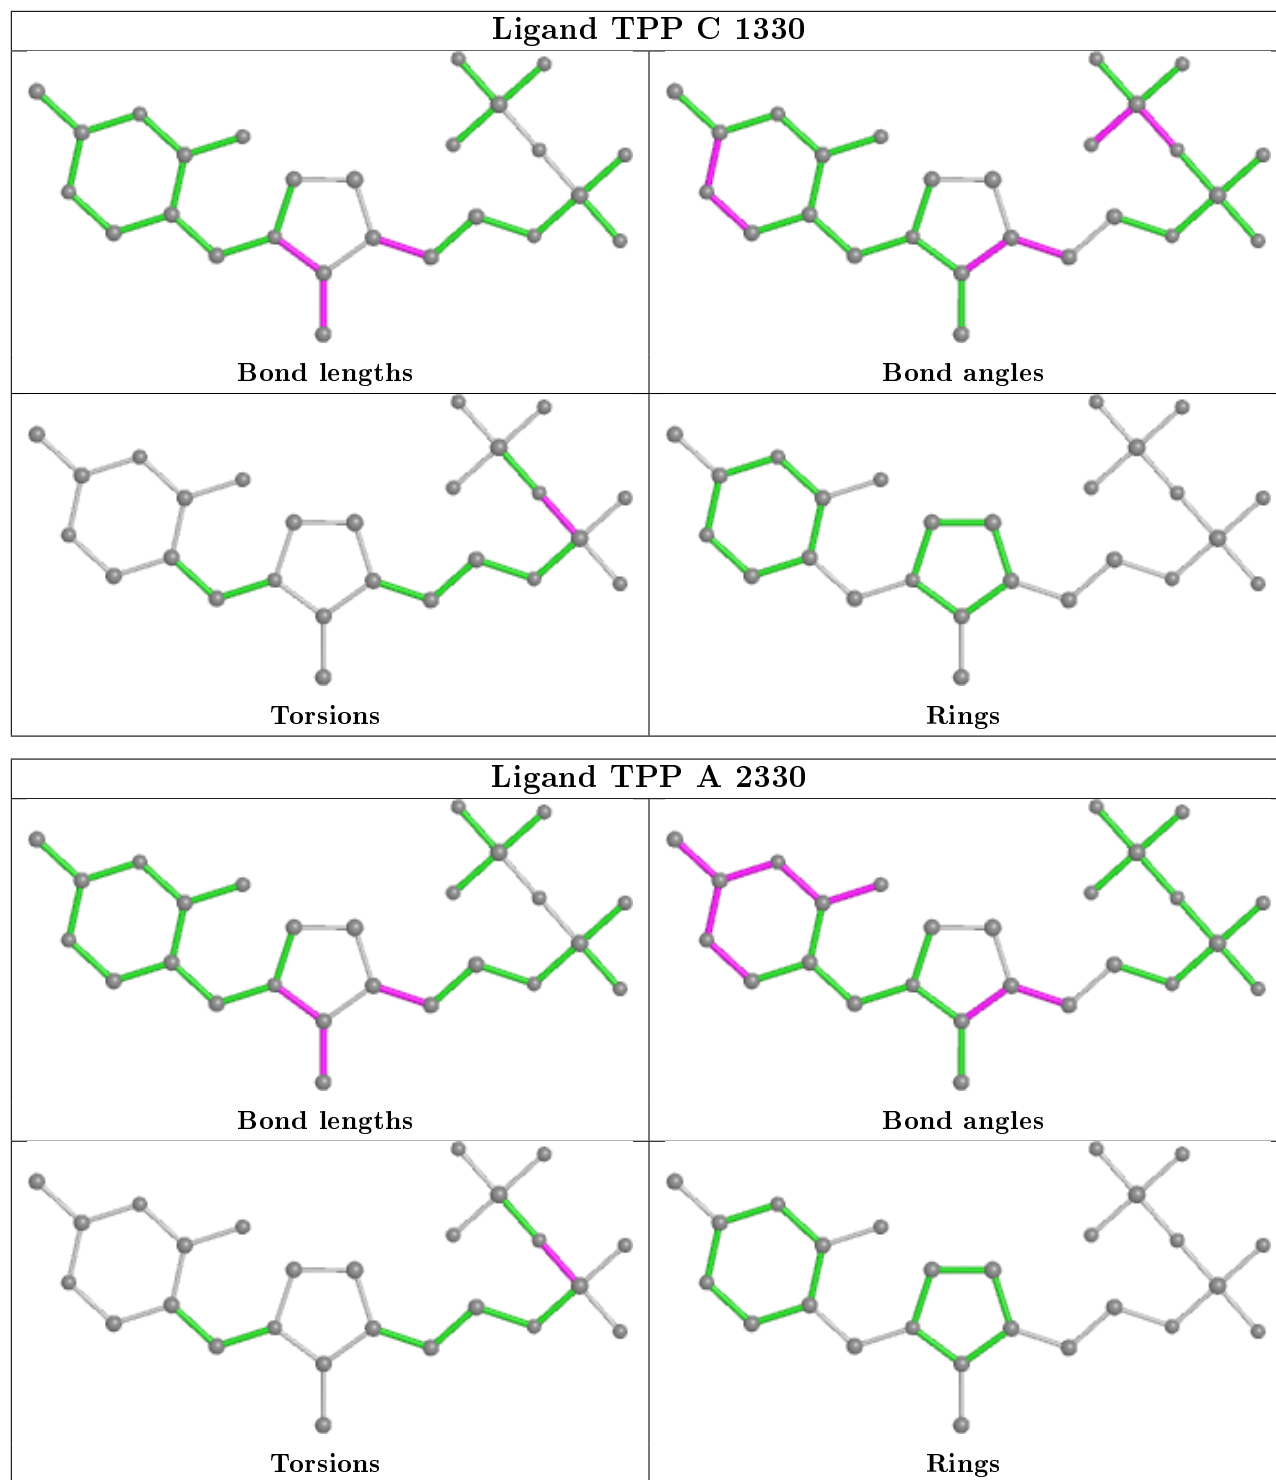 Ligand TPP C 1330
Bond lengths
Bond angles
Torsions
Rings
Ligand TPP A 2330
Bond lengths
Bond angles
Torsions
Rings